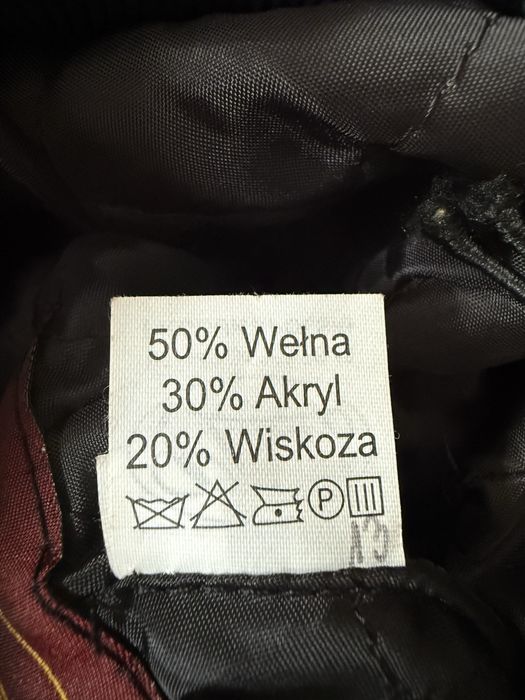 50% Wełna
30% Akryl
20% Wiskoza
P